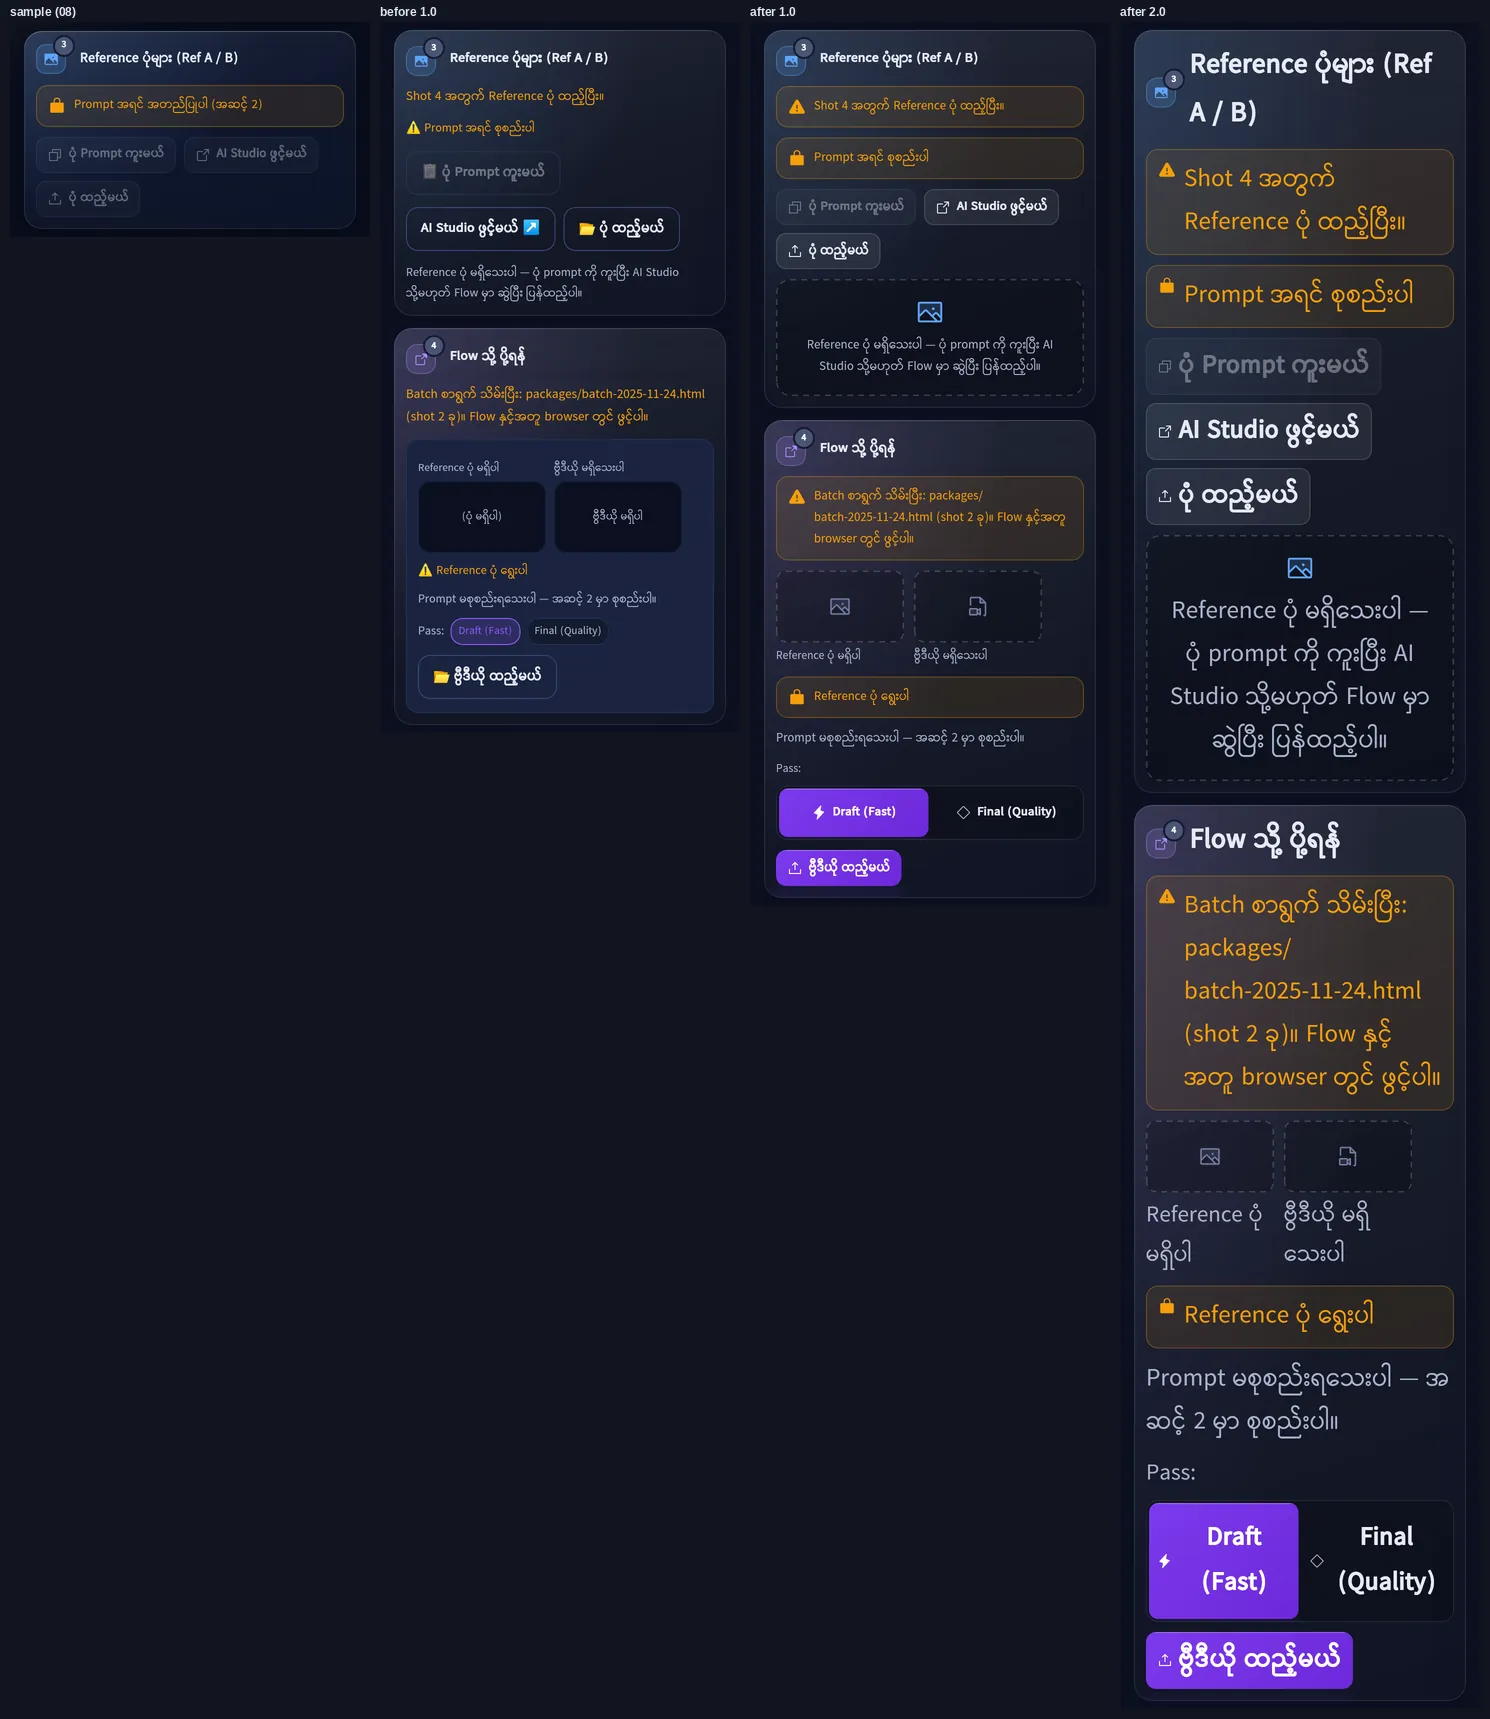 sample (08)
3
Reference ပုံများ (Ref A / B)
Prompt အရင် အတည်ပြုပါ (အဆင့် 2)
ပုံ Prompt ကူးမယ်
AI Studio ဖွင့်မယ်
ပုံ ထည့်မယ်
before 1.0
3
Reference ပုံများ (Ref A / B)
Shot 4 အတွက် Reference ပုံ ထည့်ပြီး။
⚠️ Prompt အရင် စုစည်းပါ
📋 ပုံ Prompt ကူးမယ်
AI Studio ဖွင့်မယ် ↗️
📂 ပုံ ထည့်မယ်
Reference ပုံ မရှိသေးပါ — ပုံ prompt ကို ကူးပြီး AI Studio
သို့မဟုတ် Flow မှာ ဆွဲပြီး ပြန်ထည့်ပါ။
4
Flow သို့ ပို့ရန်
Batch စာရွက် သိမ်းပြီး: packages/batch-2025-11-24.html
(shot 2 ခု)။ Flow နှင့်အတူ browser တွင် ဖွင့်ပါ။
Reference ပုံ မရှိပါ
ဗွီဒီယို မရှိသေးပါ
(ပုံ မရှိပါ)
ဗွီဒီယို မရှိပါ
⚠️ Reference ပုံ ရွေးပါ
Prompt မစုစည်းရသေးပါ — အဆင့် 2 မှာ စုစည်းပါ။
Pass:
Draft (Fast)
Final (Quality)
📂 ဗွီဒီယို ထည့်မယ်
after 1.0
3
Reference ပုံများ (Ref A / B)
Shot 4 အတွက် Reference ပုံ ထည့်ပြီး။
Prompt အရင် စုစည်းပါ
ပုံ Prompt ကူးမယ်
AI Studio ဖွင့်မယ်
ပုံ ထည့်မယ်
Reference ပုံ မရှိသေးပါ — ပုံ prompt ကို ကူးပြီး AI
Studio သို့မဟုတ် Flow မှာ ဆွဲပြီး ပြန်ထည့်ပါ။
4
Flow သို့ ပို့ရန်
Batch စာရွက် သိမ်းပြီး: packages/
batch-2025-11-24.html (shot 2 ခု)။ Flow နှင့်အတူ
browser တွင် ဖွင့်ပါ။
Reference ပုံ မရှိပါ
ဗွီဒီယို မရှိသေးပါ
Reference ပုံ ရွေးပါ
Prompt မစုစည်းရသေးပါ — အဆင့် 2 မှာ စုစည်းပါ။
Pass:
Draft (Fast)
Final (Quality)
ဗွီဒီယို ထည့်မယ်
after 2.0
3
Reference ပုံများ (Ref
A / B)
Shot 4 အတွက်
Reference ပုံ ထည့်ပြီး။
Prompt အရင် စုစည်းပါ
ပုံ Prompt ကူးမယ်
AI Studio ဖွင့်မယ်
ပုံ ထည့်မယ်
Reference ပုံ မရှိသေးပါ —
ပုံ prompt ကို ကူးပြီး AI
Studio သို့မဟုတ် Flow မှာ
ဆွဲပြီး ပြန်ထည့်ပါ။
4
Flow သို့ ပို့ရန်
Batch စာရွက် သိမ်းပြီး:
packages/
batch-2025-11-24.html
(shot 2 ခု)။ Flow နှင့်
အတူ browser တွင် ဖွင့်ပါ။
Reference ပုံ
မရှိပါ
ဗွီဒီယို မရှိ
သေးပါ
Reference ပုံ ရွေးပါ
Prompt မစုစည်းရသေးပါ — အ
ဆင့် 2 မှာ စုစည်းပါ။
Pass:
Draft
(Fast)
Final
(Quality)
ဗွီဒီယို ထည့်မယ်